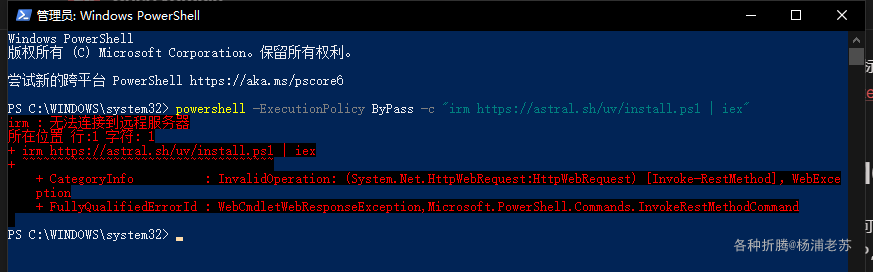 管理员: Windows PowerShell
Windows PowerShell
版权所有 (C) Microsoft Corporation。保留所有权利。
尝试新的跨平台 PowerShell https://aka.ms/pscore6
PS C:\WINDOWS\system32> powershell -ExecutionPolicy ByPass -c "irm https://astral.sh/uv/install.ps1 | iex"
irm : 无法连接到远程服务器
所在位置 行:1 字符: 1
+ irm https://astral.sh/uv/install.ps1 | iex
+ ~~~~~~~~~~~~~~~~~~~~~~~~~~~~~~~~~~~~
+ CategoryInfo          : InvalidOperation: (System.Net.HttpWebRequest:HttpWebRequest) [Invoke-RestMethod], WebExce
ption
+ FullyQualifiedErrorId : WebCmdletWebResponseException,Microsoft.PowerShell.Commands.InvokeRestMethodCommand
PS C:\WINDOWS\system32>
各种折腾@杨浦老苏